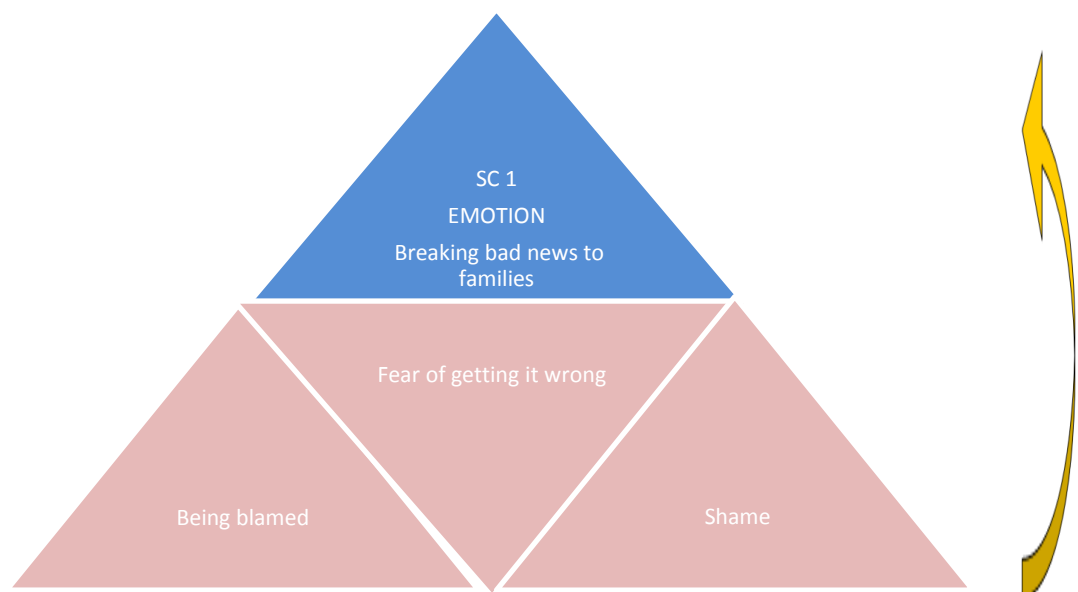 SC 1
EMOTION
Breaking bad news to
families
Fear of getting it wrong
Being blamed
Shame